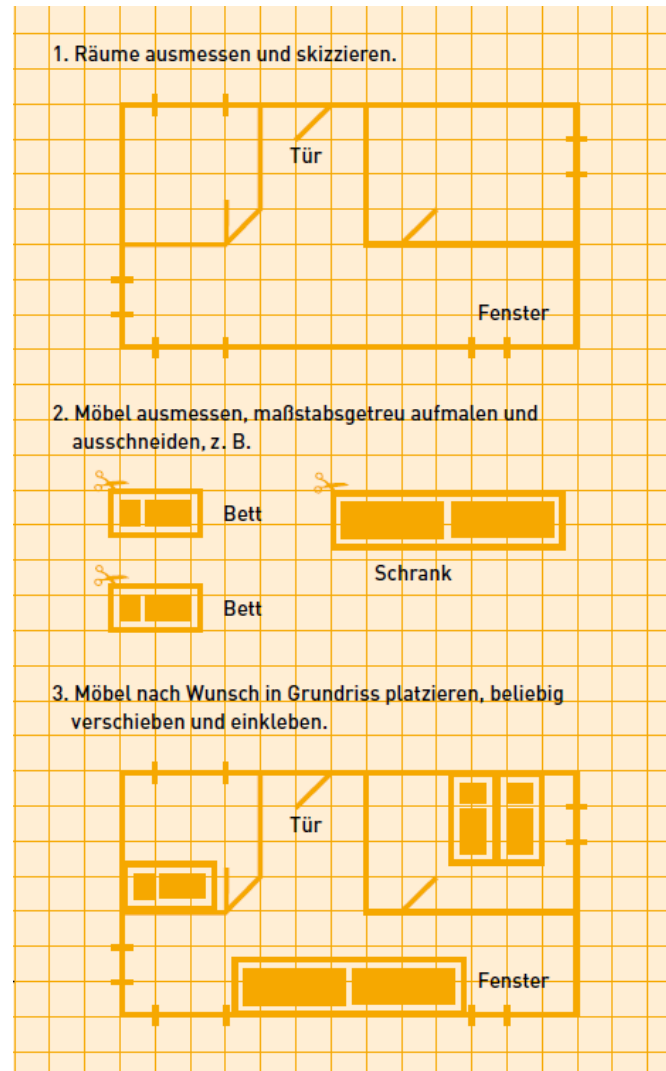 1. Räume ausmessen und skizzieren.
Tür
Fenster
2. Möbel ausmessen, maßstabsgetreu aufmalen und
ausschneiden, z. B.
Bett
Schrank
Bett
3. Möbel nach Wunsch in Grundriss platzieren, beliebig
verschieben und einkleben.
Tür
Fenster